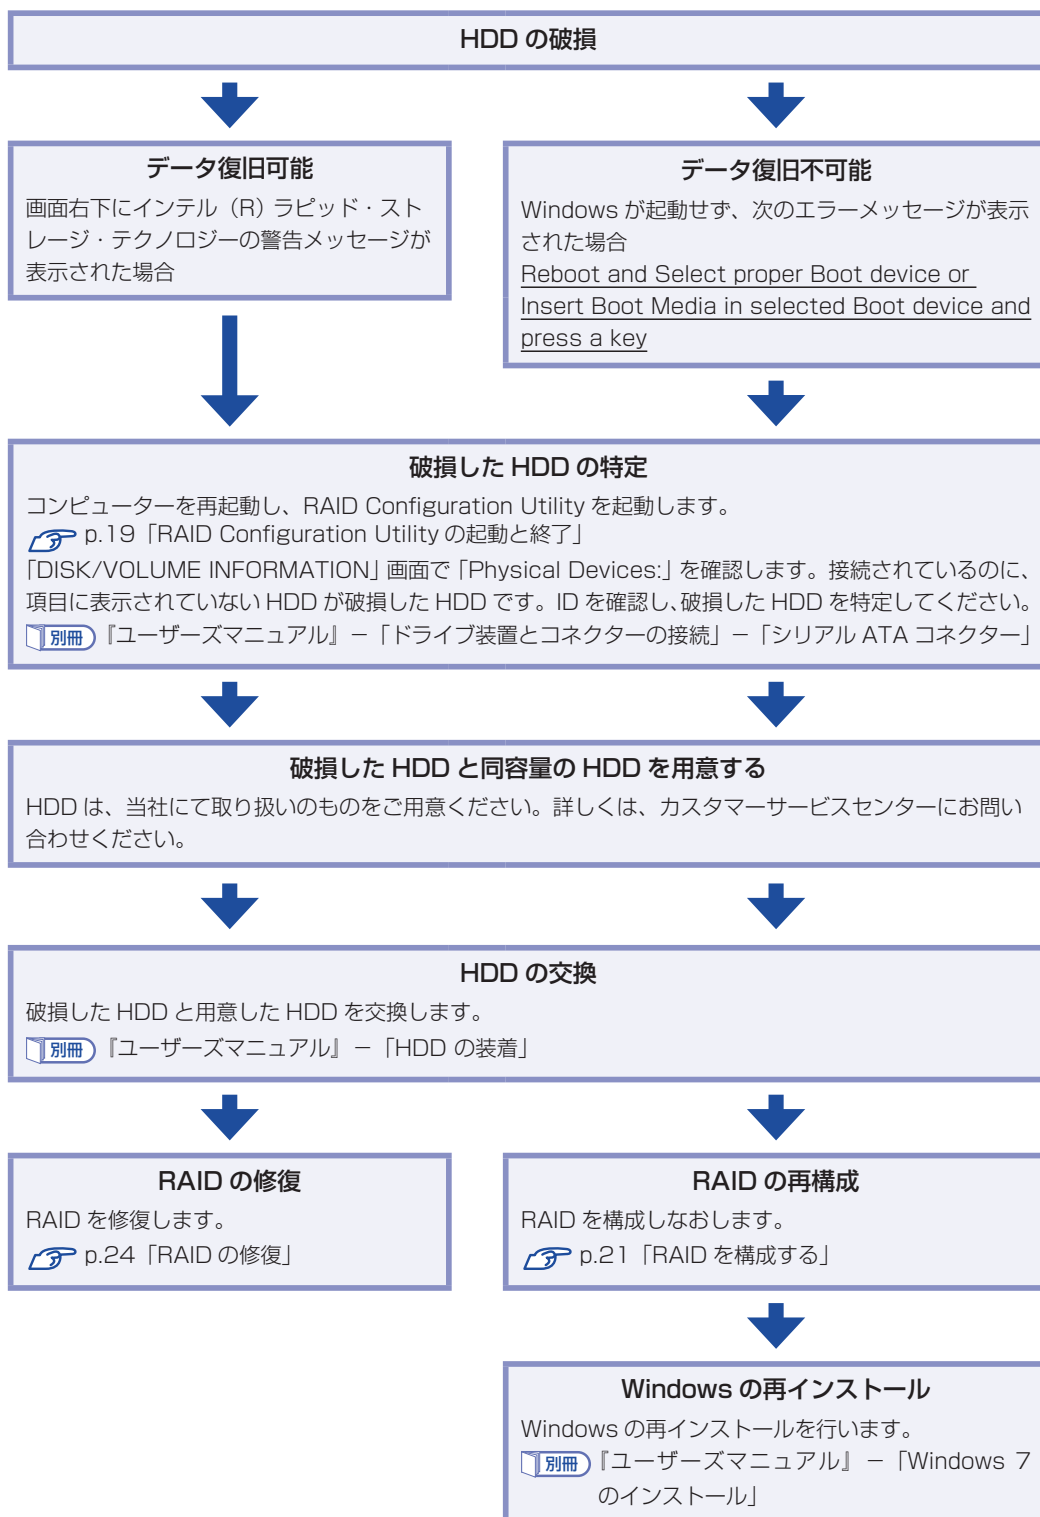 HDD の破損
データ復旧可能
画面右下にインテル（R）ラピッド・スト
レージ・テクノロジーの警告メッセージが
表示された場合
データ復旧不可能
Windows が起動せず、次のエラーメッセージが表示
された場合
Reboot and Select proper Boot device or
Insert Boot Media in selected Boot device and
press a key
破損した HDD の特定
コンピューターを再起動し、RAID Configuration Utility を起動します。
p.19「RAID Configuration Utility の起動と終了」
「DISK/VOLUME INFORMATION」画面で「Physical Devices:」を確認します。接続されているのに、
項目に表示されていない HDD が破損した HDD です。ID を確認し、破損した HDD を特定してください。
別冊 『ユーザーズマニュアル』－「ドライブ装置とコネクターの接続」－「シリアル ATA コネクター」
破損した HDD と同容量の HDD を用意する
HDD は、当社にて取り扱いのものをご用意ください。詳しくは、カスタマーサービスセンターにお問い
合わせください。
HDD の交換
破損した HDD と用意した HDD を交換します。
別冊 『ユーザーズマニュアル』－「HDD の装着」
RAID の修復
RAID を修復します。
p.24「RAID の修復」
RAID の再構成
RAID を構成しなおします。
p.21「RAID を構成する」
Windows の再インストール
Windows の再インストールを行います。
別冊 『ユーザーズマニュアル』－「Windows 7
のインストール」